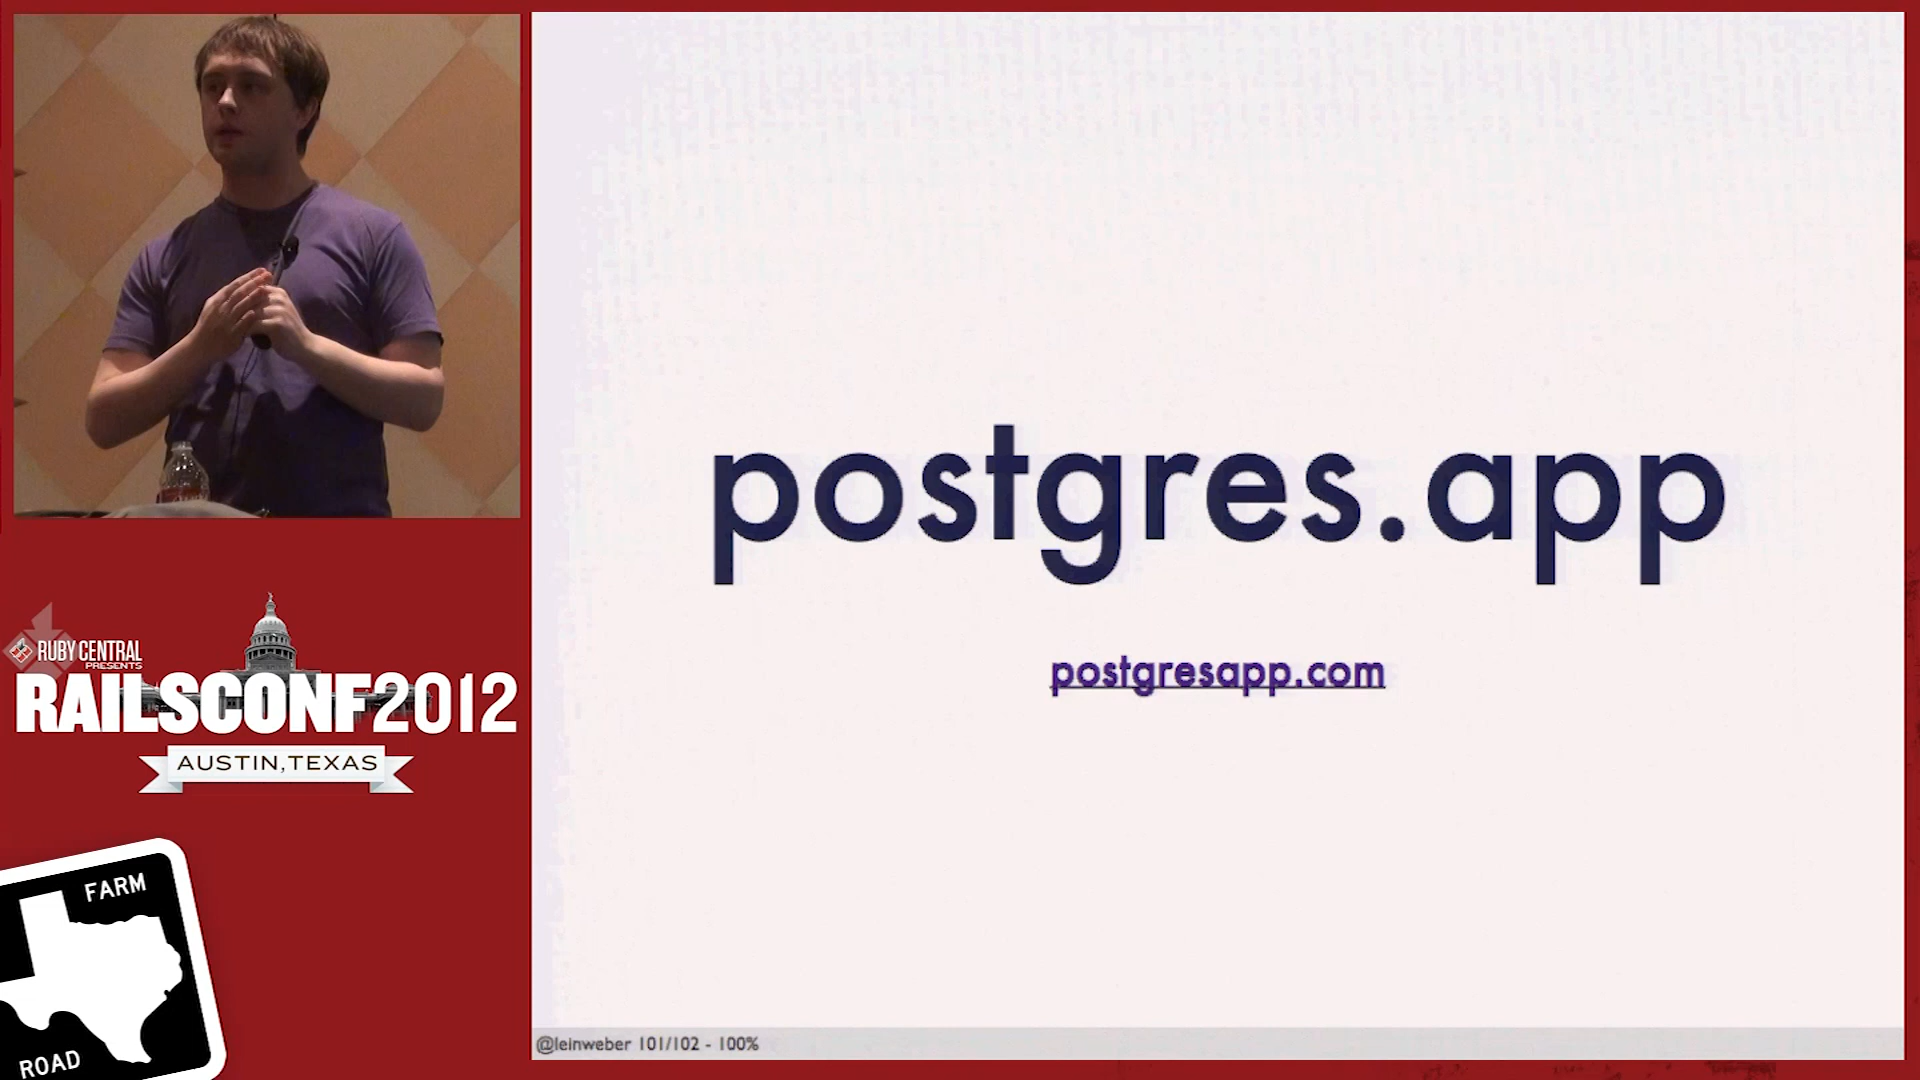 postgres.app
postgresapp.com
@leinweber 101/102 - 100%
RUBY CENTRAL
PRESENTS
RAILSCONF2012
AUSTIN, TEXAS
FARM
ROAD